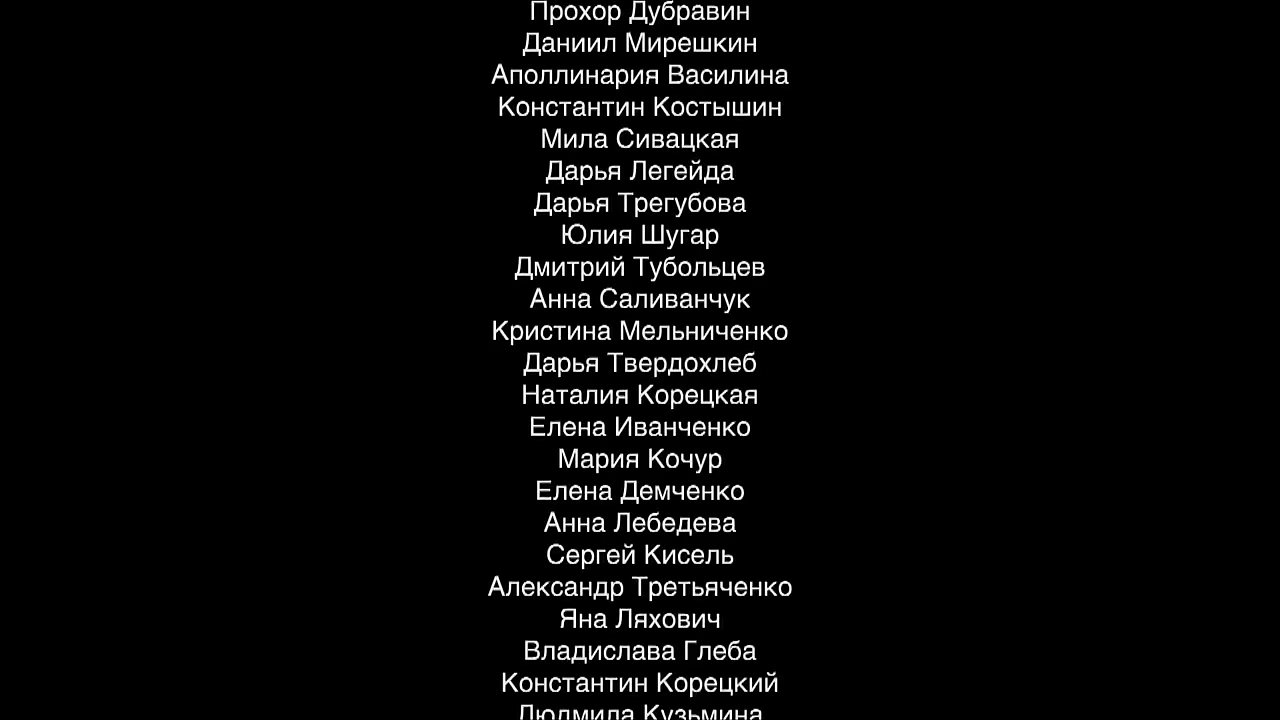 Прохор Дубравин
Даниил Мирешкин
Аполлинария Василина
Константин Костышин
Мила Сивацкая
Дарья Легейда
Дарья Трегубова
Юлия Шугар
Дмитрий Тубольцев
Анна Саливанчук
Кристина Мельниченко
Дарья Твердохлеб
Наталия Корецкая
Елена Иванченко
Мария Кочур
Елена Демченко
Анна Лебедева
Сергей Кисель
Александр Третьяченко
Яна Ляхович
Владислава Глеба
Константин Корецкий
Людмила Кузьмина